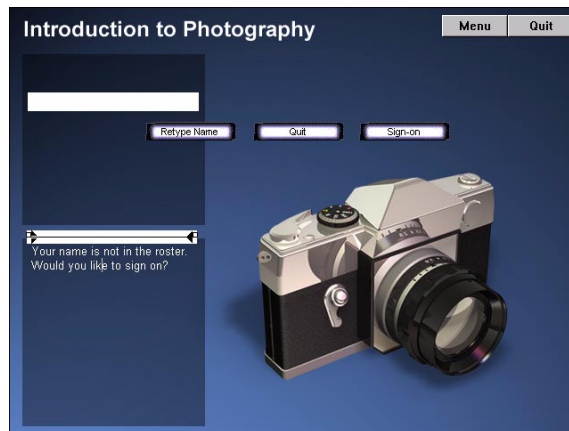 Introduction to Photography
Menu
Quit
Retype Name
Quit
Sign-on
Your name is not in the roster.
Would you like to sign on?